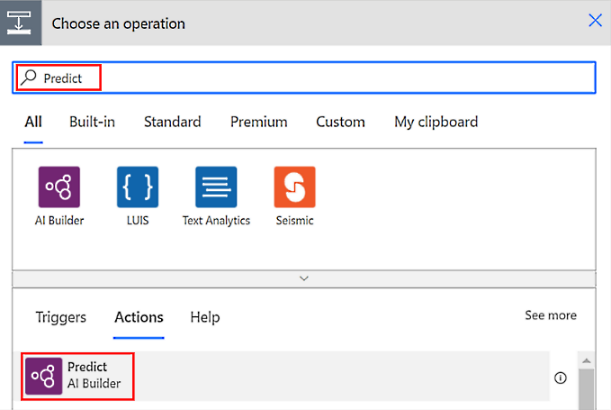 Choose an operation
Predict
All Built-in Standard Premium Custom My clipboard
AI Builder LUIS Text Analytics Seismic
Triggers Actions Help See more
Predict
AI Builder